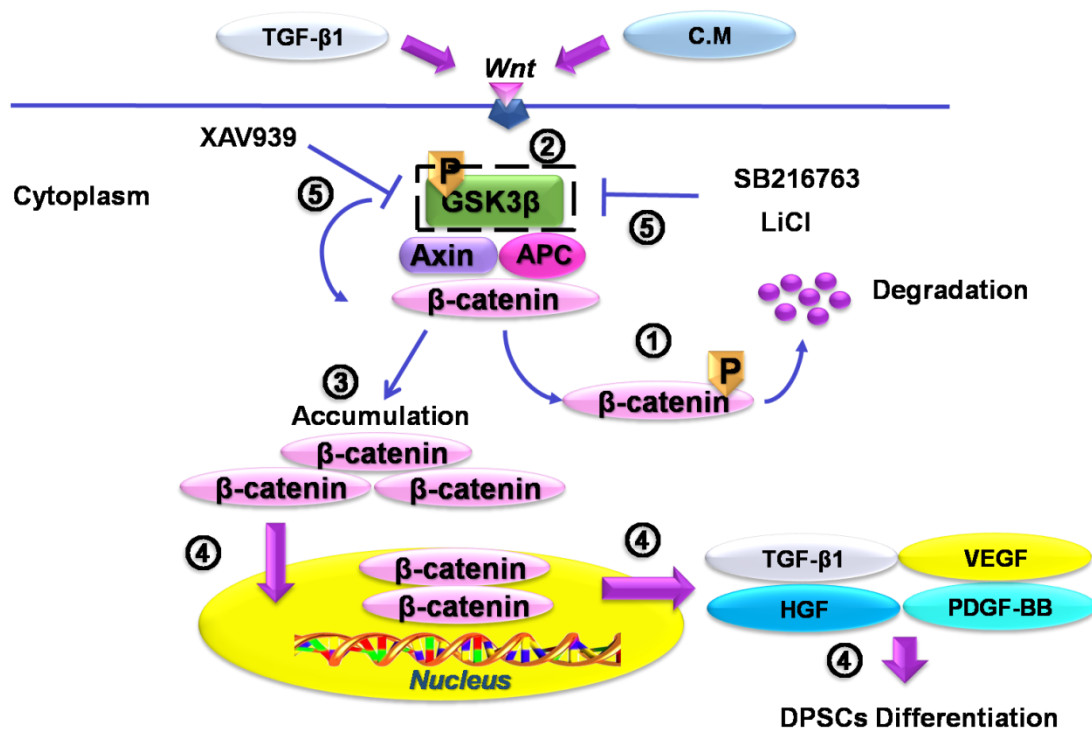 TGF-β1
C.M
Wnt
XAV939
②
P
GSK3β
SB216763
LiCl
Cytoplasm
⑤
⑤
Axin
APC
β-catenin
Degradation
①
P
β-catenin
③
Accumulation
β-catenin
β-catenin
β-catenin
④
④
β-catenin
β-catenin
Nucleus
TGF-β1
VEGF
HGF
PDGF-BB
④
DPSCs Differentiation